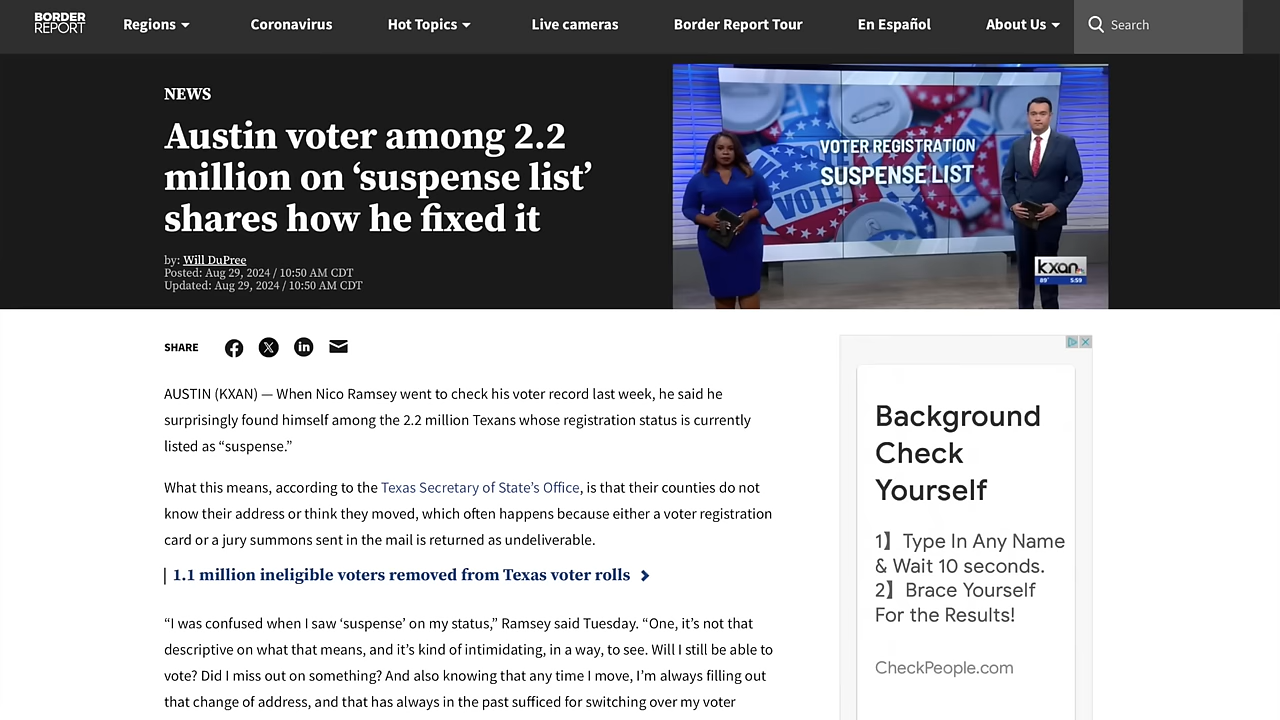 BORDER
REPORT
Regions
Coronavirus
Hot Topics
Live cameras
Border Report Tour
En Español
About Us
Search
NEWS
Austin voter among 2.2
million on ‘suspense list’
shares how he fixed it
by: Will DuPree
Posted: Aug 29, 2024 / 10:50 AM CDT
Updated: Aug 29, 2024 / 10:50 AM CDT
VOTER REGISTRATION
SUSPENSE LIST
VOTE
kxan
89° 5:59
SHARE
AUSTIN (KXAN) — When Nico Ramsey went to check his voter record last week, he said he
surprisingly found himself among the 2.2 million Texans whose registration status is currently
listed as “suspense.”
What this means, according to the Texas Secretary of State’s Office, is that their counties do not
know their address or think they moved, which often happens because either a voter registration
card or a jury summons sent in the mail is returned as undeliverable.
1.1 million ineligible voters removed from Texas voter rolls
“I was confused when I saw ‘suspense’ on my status,” Ramsey said Tuesday. “One, it’s not that
descriptive on what that means, and it’s kind of intimidating, in a way, to see. Will I still be able to
vote? Did I miss out on something? And also knowing that any time I move, I’m always filling out
that change of address, and that has always in the past sufficed for switching over my voter
Background
Check
Yourself
1】Type In Any Name
& Wait 10 seconds.
2】Brace Yourself
For the Results!
CheckPeople.com